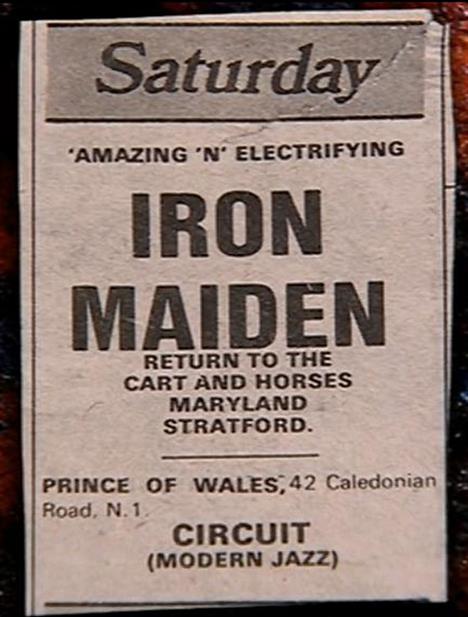 Saturday
'AMAZING 'N' ELECTRIFYING
IRON
MAIDEN
RETURN TO THE
CART AND HORSES
MARYLAND
STRATFORD.
PRINCE OF WALES, 42 Caledonian
Road, N.1.
CIRCUIT
(MODERN JAZZ)